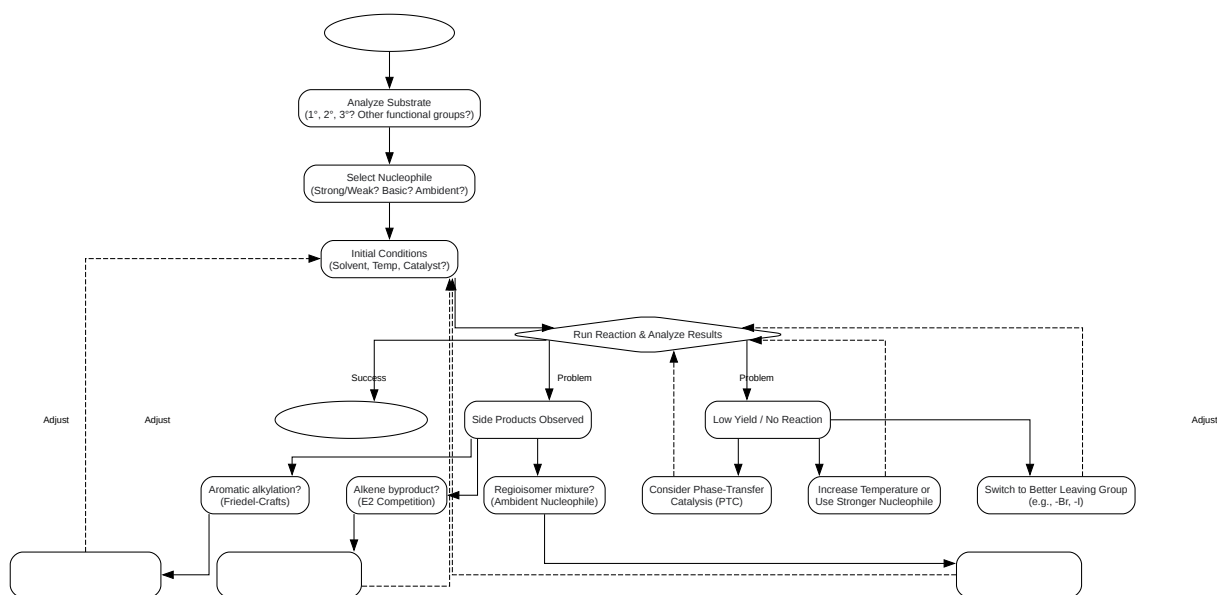 Analyze Substrate
(1°, 2°, 3°? Other functional groups?)
Select Nucleophile
(Strong/Weak? Basic? Ambident?)
Initial Conditions
(Solvent, Temp, Catalyst?)
Run Reaction & Analyze Results
Success
Problem
Problem
Adjust
Adjust
Adjust
Side Products Observed
Low Yield / No Reaction
Aromatic alkylation?
(Friedel-Crafts)
Alkene byproduct?
(E2 Competition)
Regioisomer mixture?
(Ambident Nucleophile)
Consider Phase-Transfer
Catalysis (PTC)
Increase Temperature or
Use Stronger Nucleophile
Switch to Better Leaving Group
(e.g., -Br, -I)